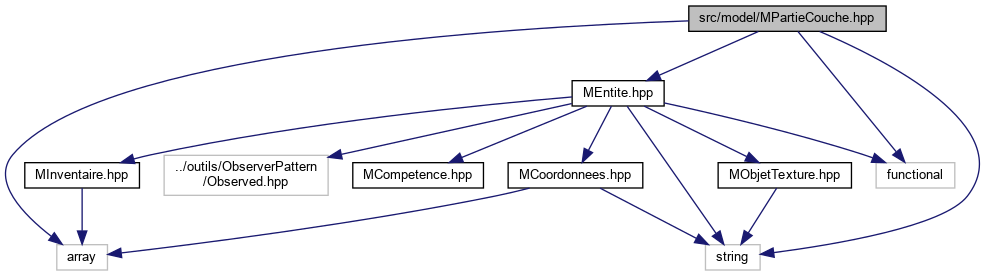 src/model/MPartieCouche.hpp
MEntite.hpp
MInventaire.hpp
../outils/ObserverPattern
/Observed.hpp
MCompetence.hpp
MCoordonnees.hpp
MObjetTexture.hpp
functional
array
string